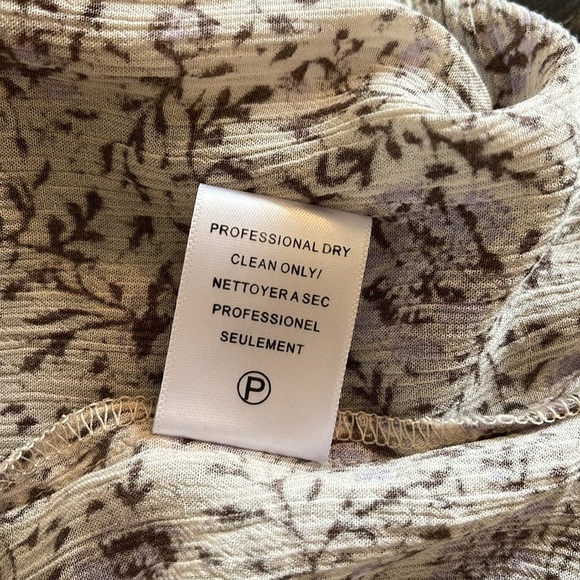 PROFESSIONAL DRY
CLEAN ONLY/
NETTOYER A SEC
PROFESSIONEL
SEULEMENT
P